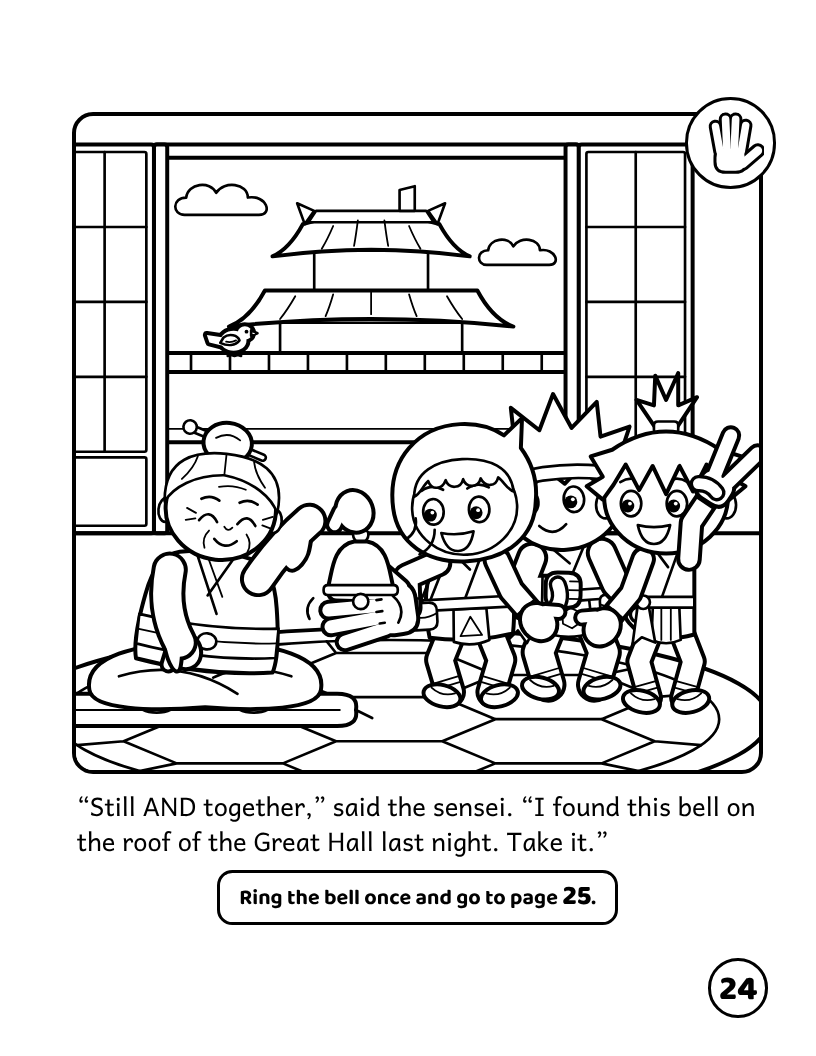 “Still AND together,” said the sensei. “I found this bell on
the roof of the Great Hall last night. Take it.”
Ring the bell once and go to page 25.
24